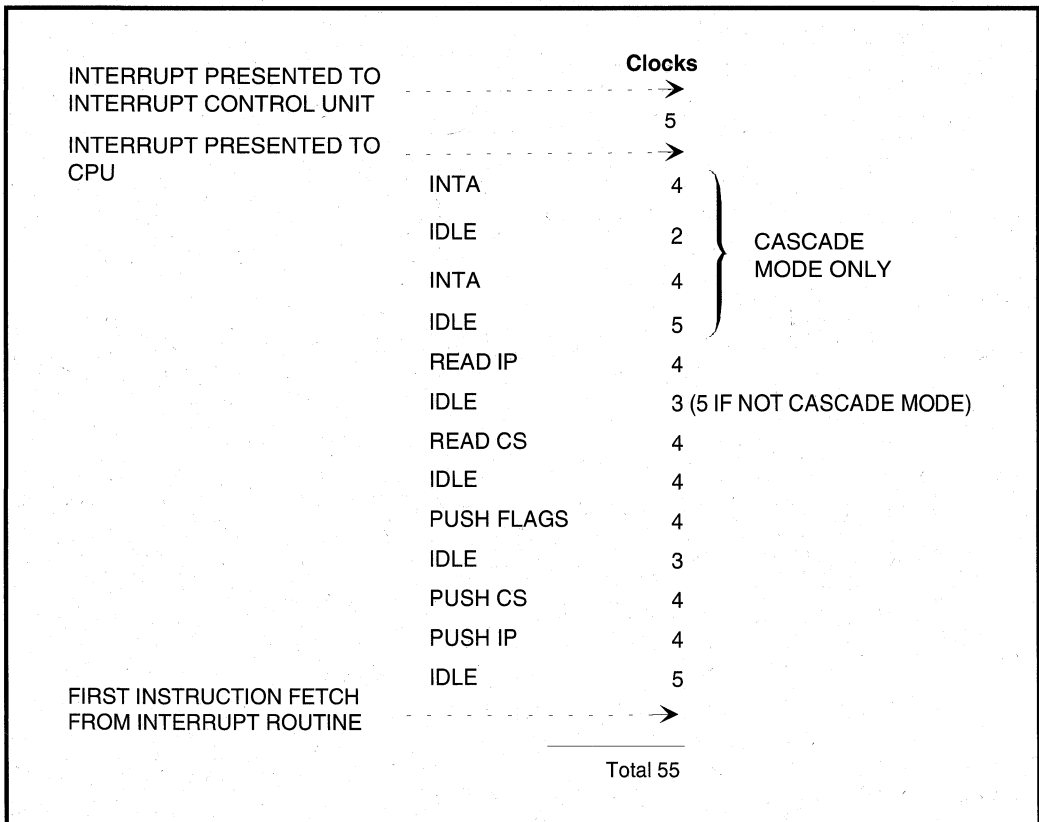 Clocks
INTERRUPT PRESENTED TO
INTERRUPT CONTROL UNIT
5
INTERRUPT PRESENTED TO
CPU
INTA 4
IDLE 2
CASCADE
MODE ONLY
INTA 4
IDLE 5
READ IP 4
IDLE 3 (5 IF NOT CASCADE MODE)
READ CS 4
IDLE 4
PUSH FLAGS 4
IDLE 3
PUSH CS 4
PUSH IP 4
IDLE 5
FIRST INSTRUCTION FETCH
FROM INTERRUPT ROUTINE
Total 55